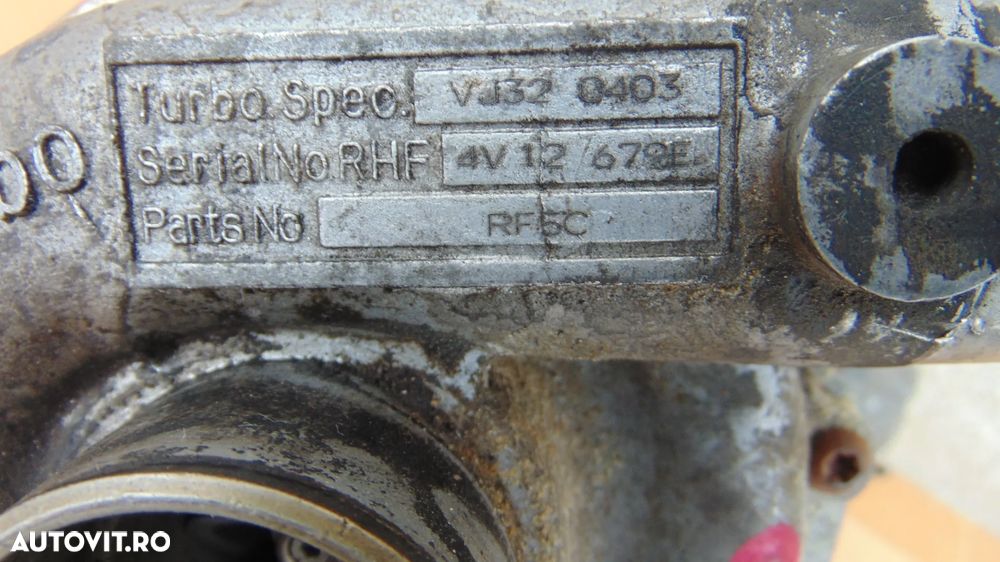 Turbo. Spec. VJ32 0403
Serial No. RHF 4V 12 /679E
Parts No RF5C
AUTOVIT.RO